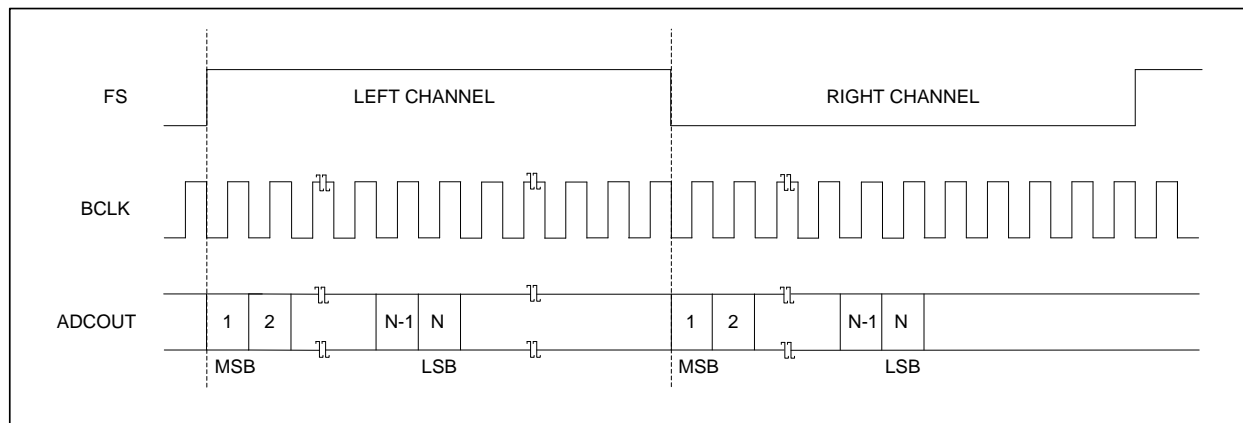 FS
LEFT CHANNEL
RIGHT CHANNEL
BCLK
ADCOUT
1
2
N-1
N
1
2
N-1
N
MSB
LSB
MSB
LSB